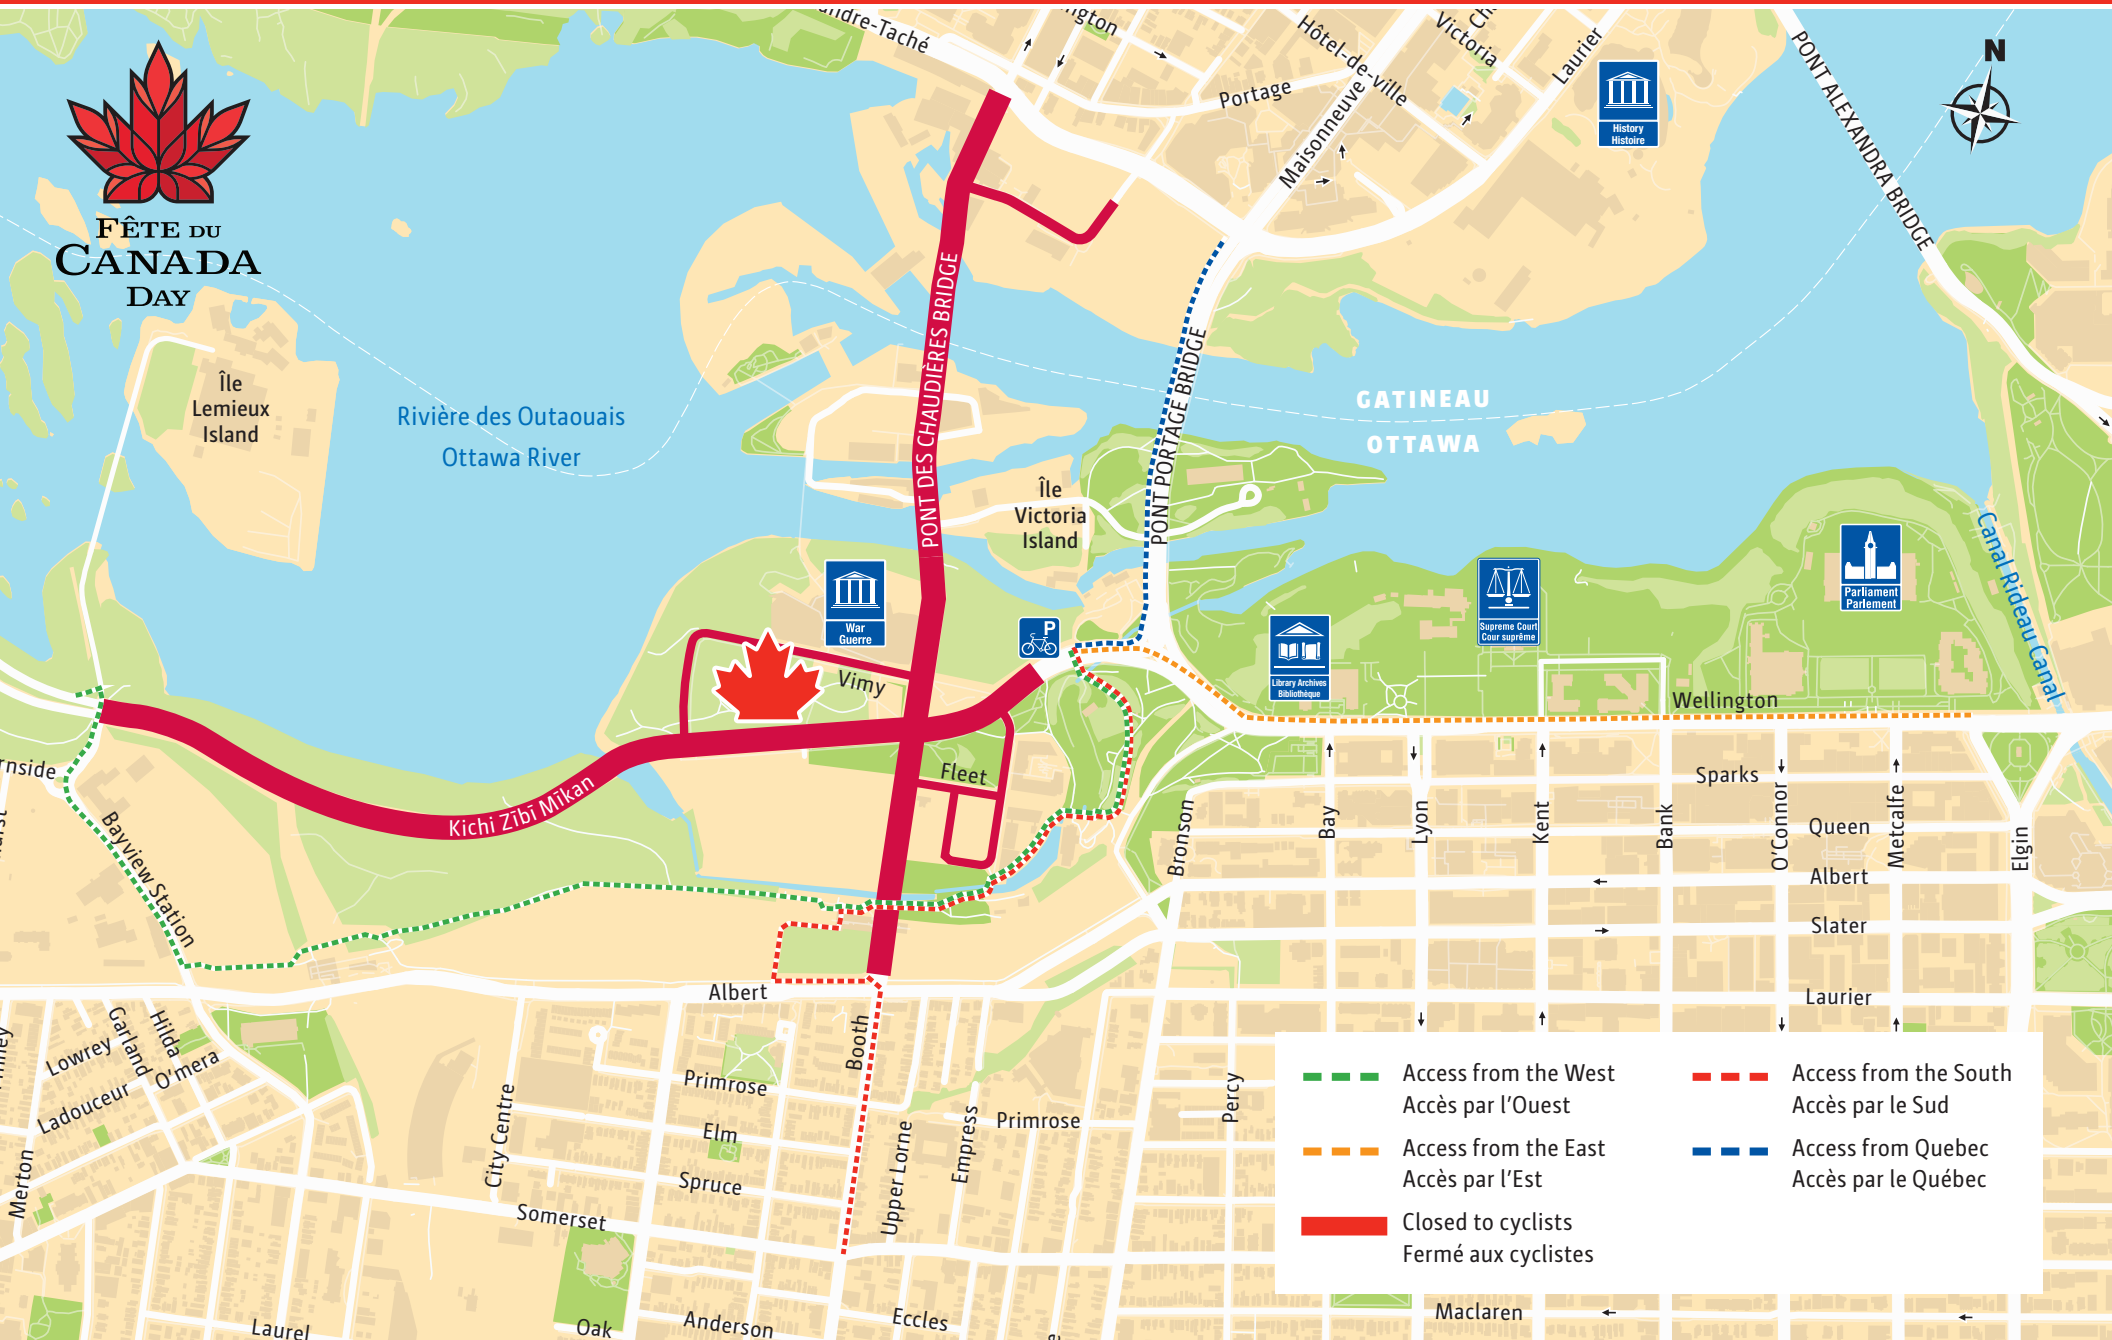 FÊTE DU
CANADA
DAY
Portage
Hôtel-de-ville
Maisonneuve
Victoria
Laurier
History
Histoire
PONT ALEXANDRA BRIDGE
N
Île
Lemieux
Island
Rivière des Outaouais
Ottawa River
PONT DES CHAUDIÈRES BRIDGE
PONT PORTAGE BRIDGE
GATINEAU
OTTAWA
Île
Victoria
Island
Canal Rideau Canal
War
Guerre
P
Library Archives
Bibliothèque
Supreme Court
Cour suprême
Parliament
Parlement
Vimy
Wellington
Fleet
Kichi Zībī Mīkan
Bayview Station
Sparks
Queen
Albert
Slater
Laurier
Bronson
Bay
Lyon
Kent
Bank
O'Connor
Metcalfe
Elgin
Albert
Booth
Garland
Hilda
Lowrey
O'mera
Ladouceur
Merton
City Centre
Primrose
Elm
Spruce
Somerset
Upper Lorne
Empress
Primrose
Percy
Laurel
Oak
Anderson
Eccles
Maclaren
Access from the West
Accès par l'Ouest
Access from the East
Accès par l'Est
Closed to cyclists
Fermé aux cyclistes
Access from the South
Accès par le Sud
Access from Quebec
Accès par le Québec